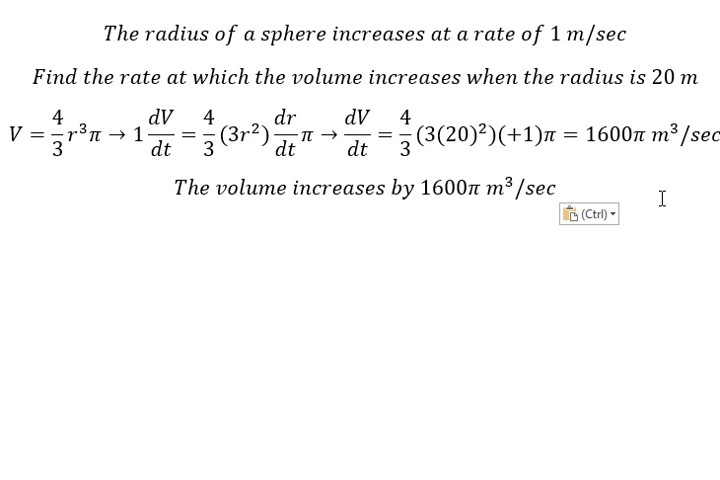 The radius of a sphere increases at a rate of 1 m/sec
Find the rate at which the volume increases when the radius is 20 m
V = 4/3 r³π → 1 dV/dt = 4/3 (3r²) dr/dt π → dV/dt = 4/3 (3(20)²)(+1)π = 1600π m³/sec
The volume increases by 1600π m³/sec
(Ctrl)